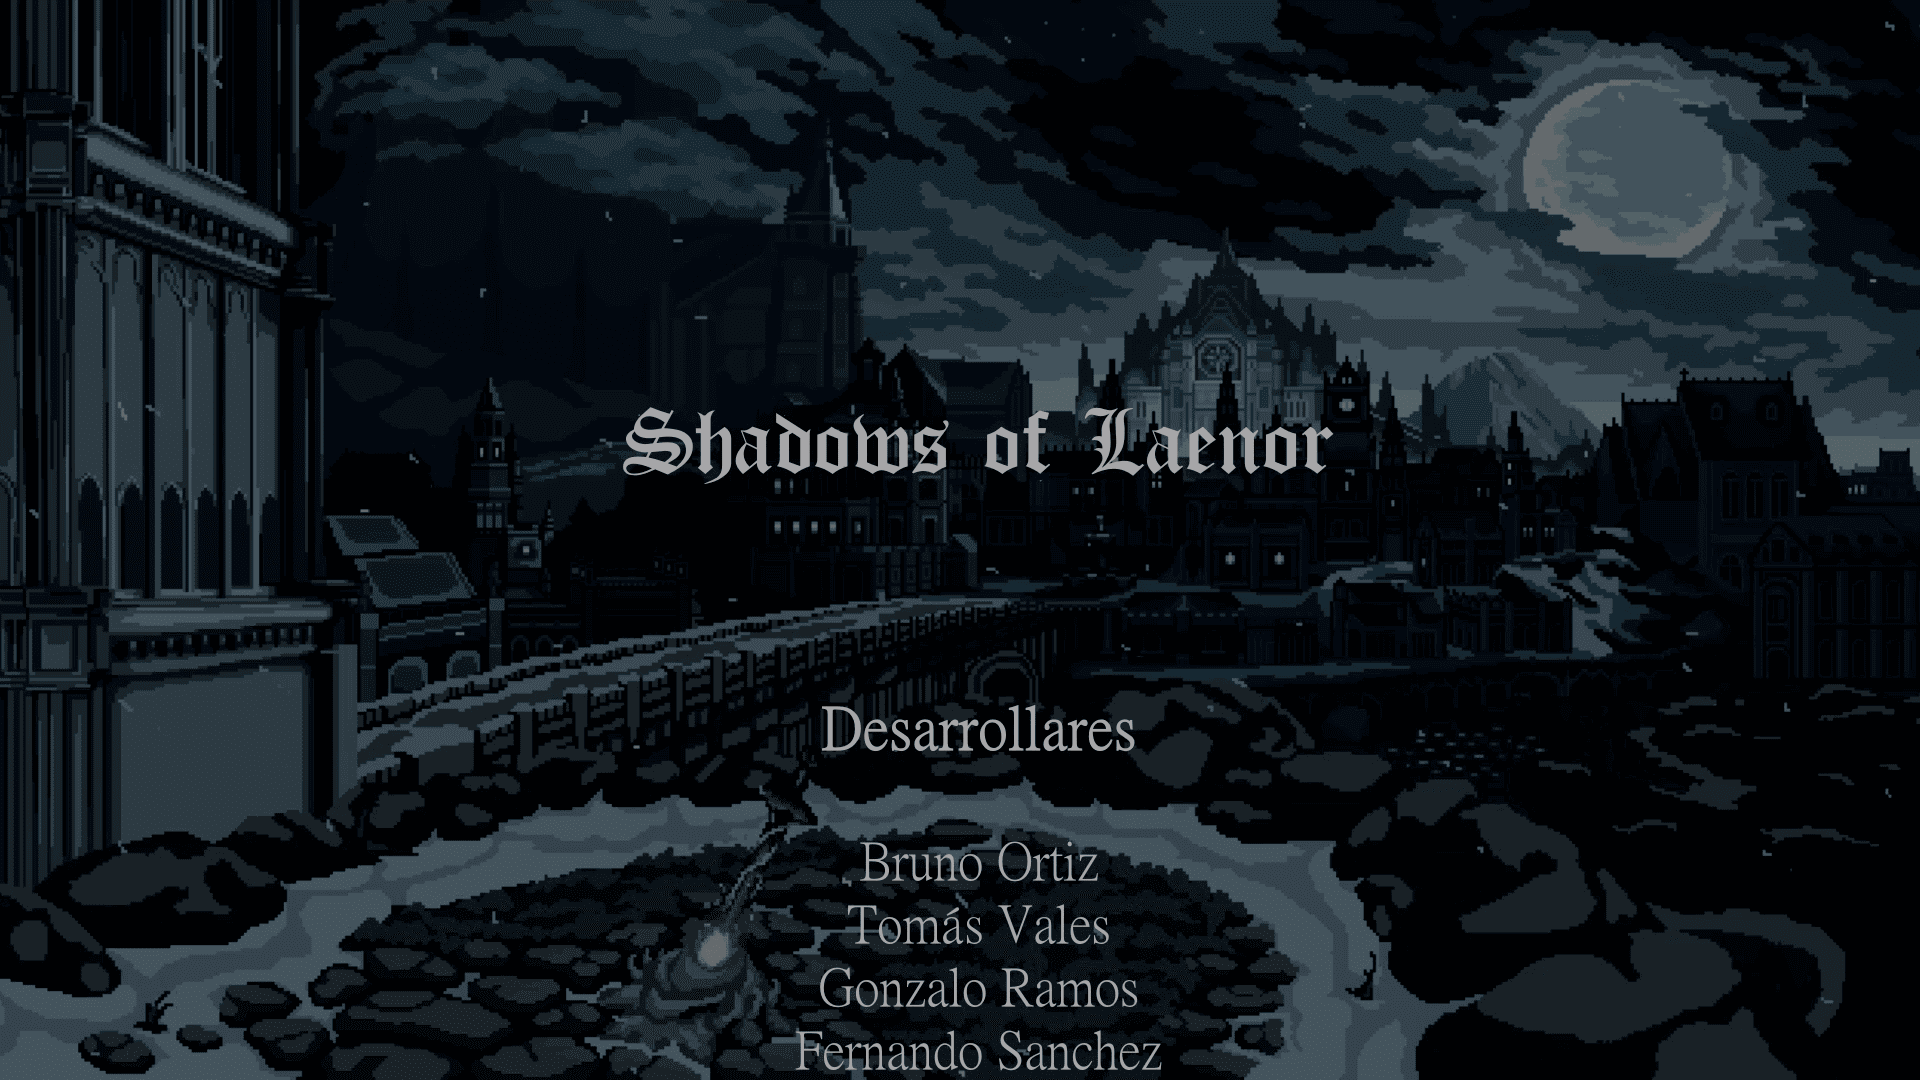 Shadows of Laenor
Desarrollares
Bruno Ortiz
Tomás Vales
Gonzalo Ramos
Fernando Sanchez